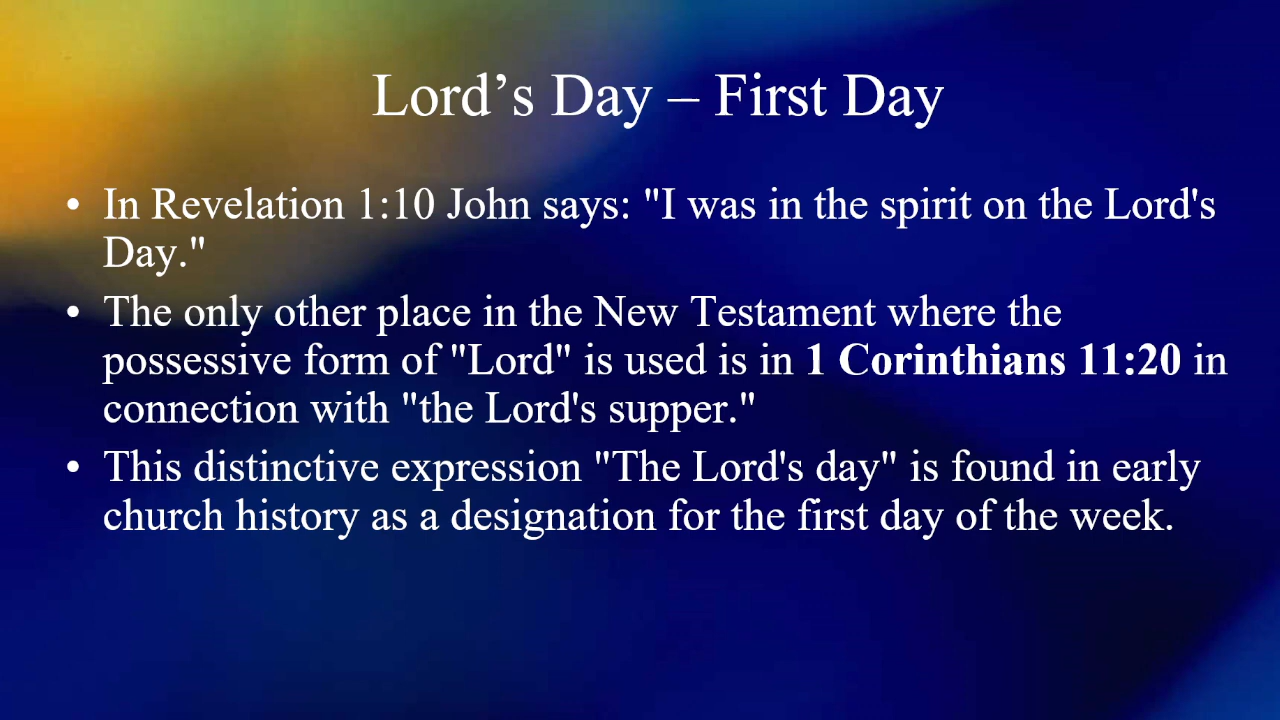 Lord’s Day – First Day
• In Revelation 1:10 John says: "I was in the spirit on the Lord's
Day."
• The only other place in the New Testament where the
possessive form of "Lord" is used is in 1 Corinthians 11:20 in
connection with "the Lord's supper."
• This distinctive expression "The Lord's day" is found in early
church history as a designation for the first day of the week.